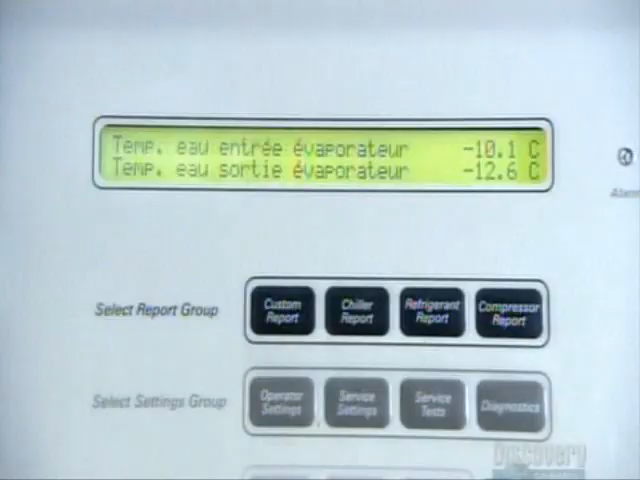 Temp. eau entrée évaporateur -10.1 C
Temp. eau sortie évaporateur -12.6 C
Select Report Group
Custom Report
Chiller Report
Refrigerant Report
Compressor Report
Select Settings Group
Operator Settings
Service Settings
Service Tests
Diagnostics
Discovery